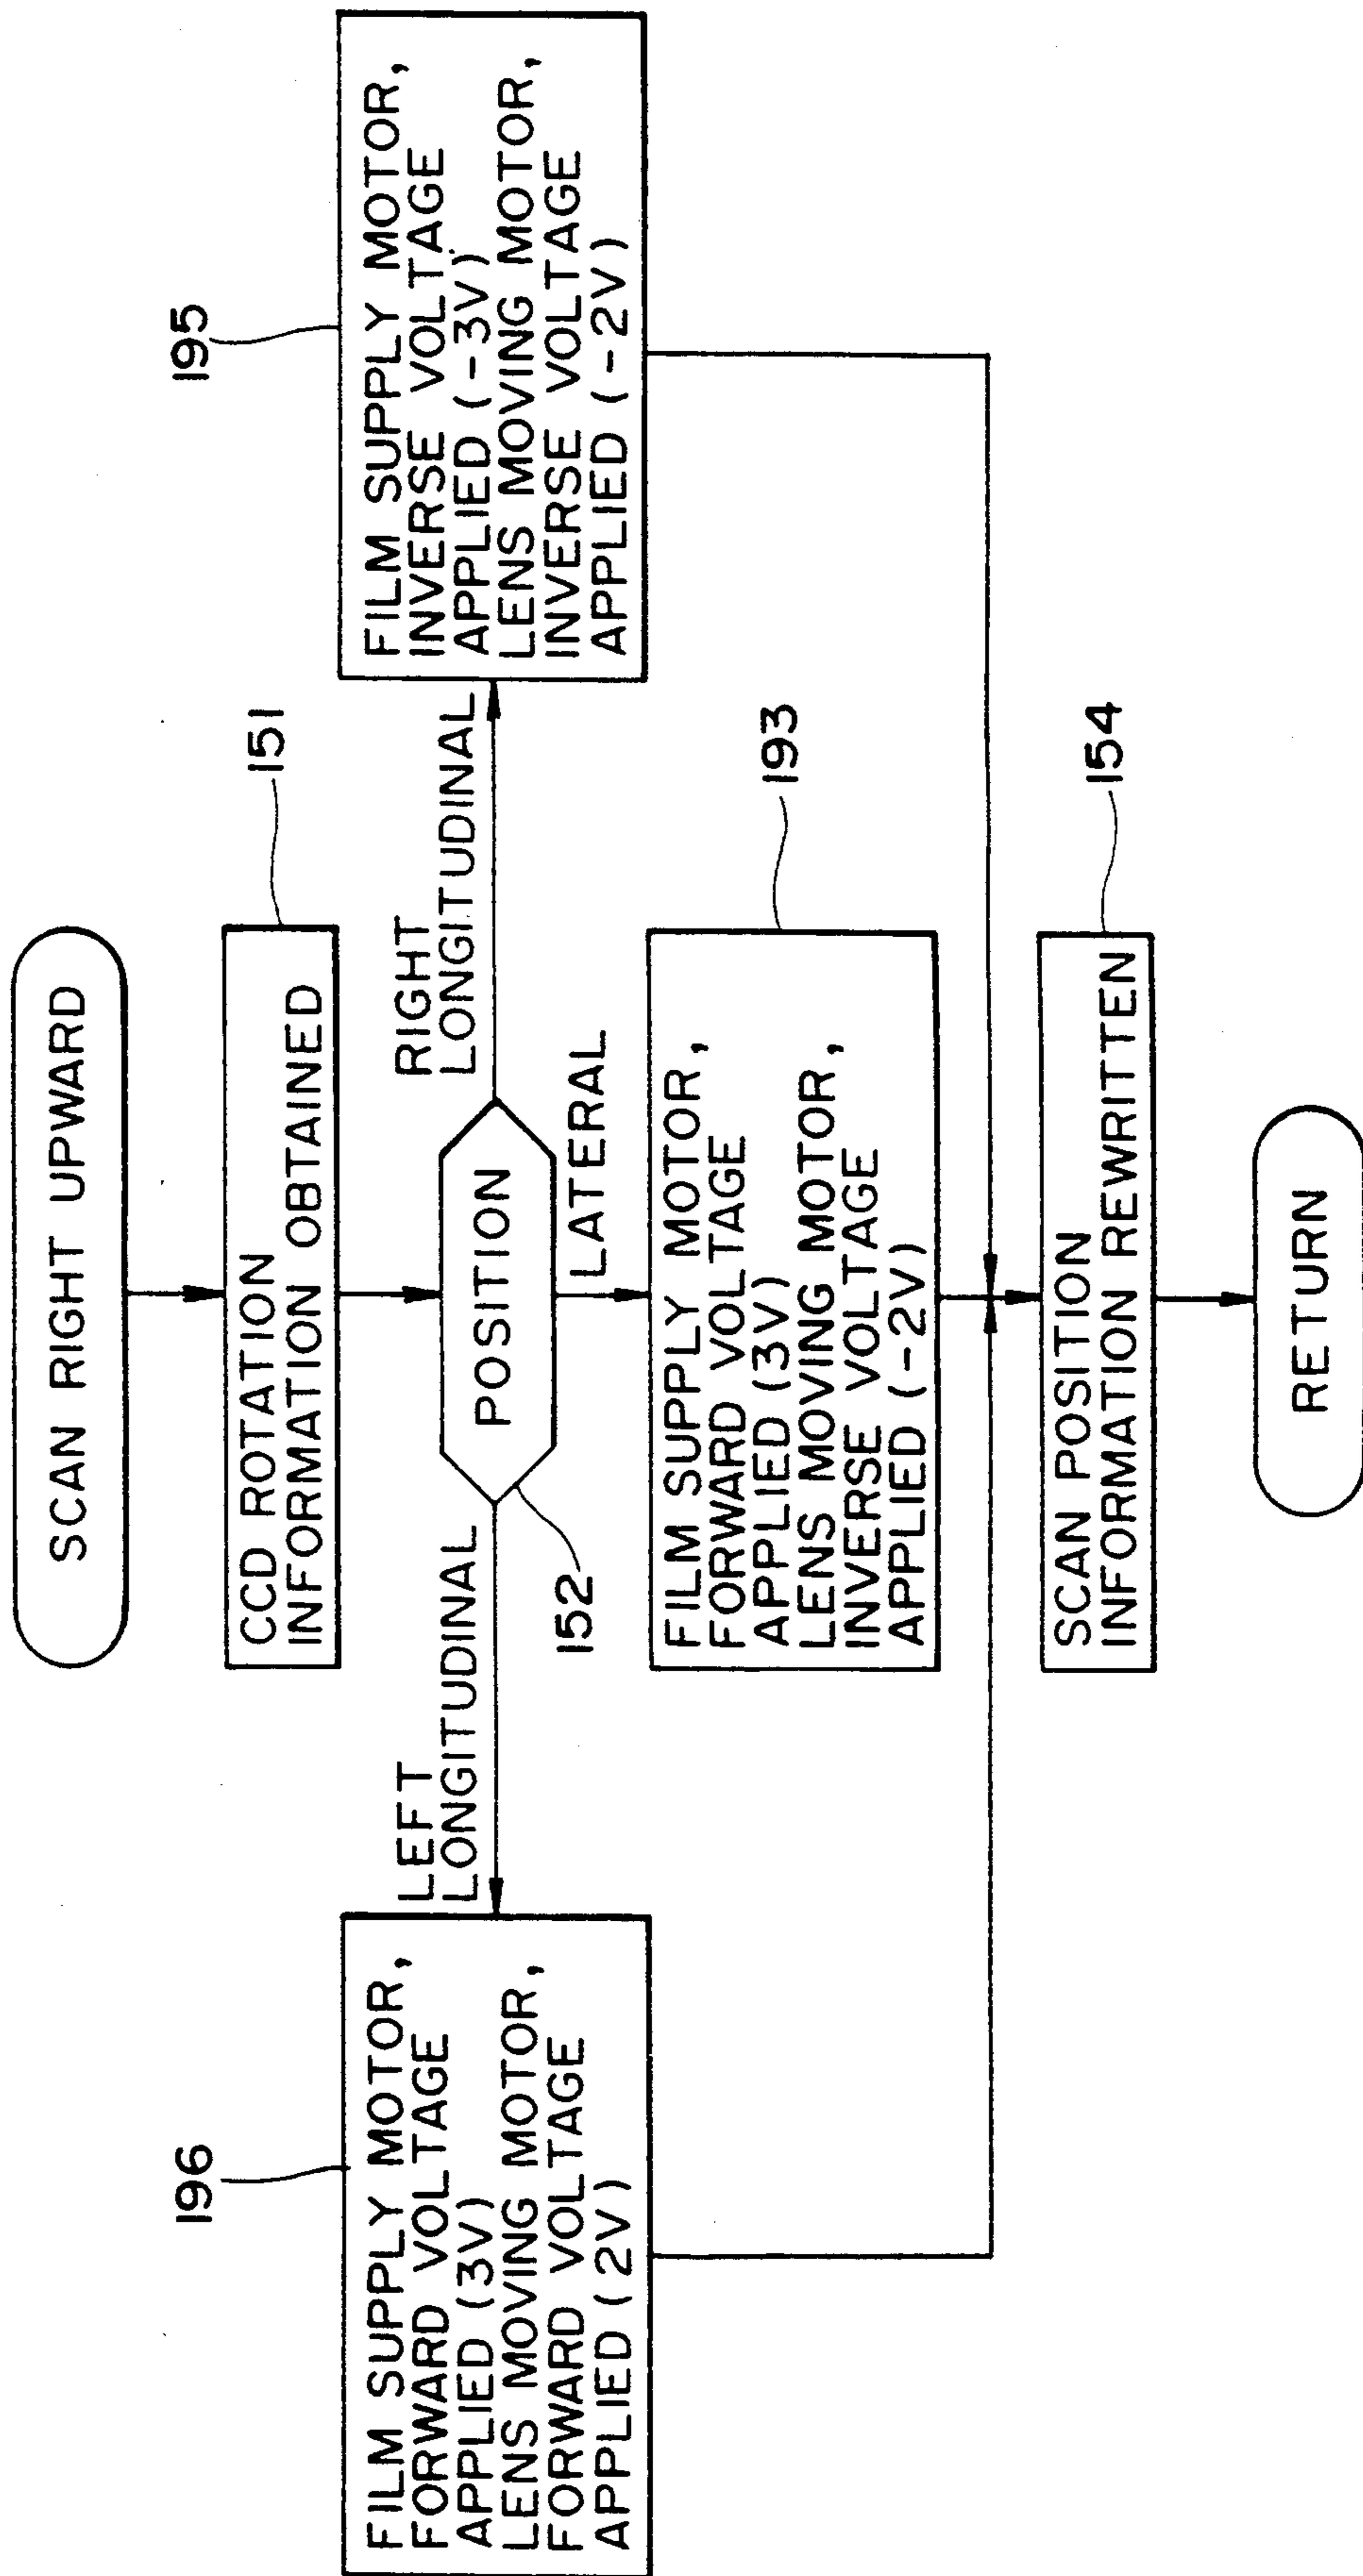 SCAN RIGHT UPWARD
151
CCD ROTATION
INFORMATION OBTAINED
152
POSITION
LEFT
LONGITUDINAL
RIGHT
LONGITUDINAL
LATERAL
196
FILM SUPPLY MOTOR,
FORWARD VOLTAGE
APPLIED (3V)
LENS MOVING MOTOR,
FORWARD VOLTAGE
APPLIED (2V)
193
FILM SUPPLY MOTOR,
FORWARD VOLTAGE
APPLIED (3V)
LENS MOVING MOTOR,
INVERSE VOLTAGE
APPLIED (-2V)
195
FILM SUPPLY MOTOR,
INVERSE VOLTAGE
APPLIED (-3V)
LENS MOVING MOTOR,
INVERSE VOLTAGE
APPLIED (-2V)
154
SCAN POSITION
INFORMATION REWRITTEN
RETURN